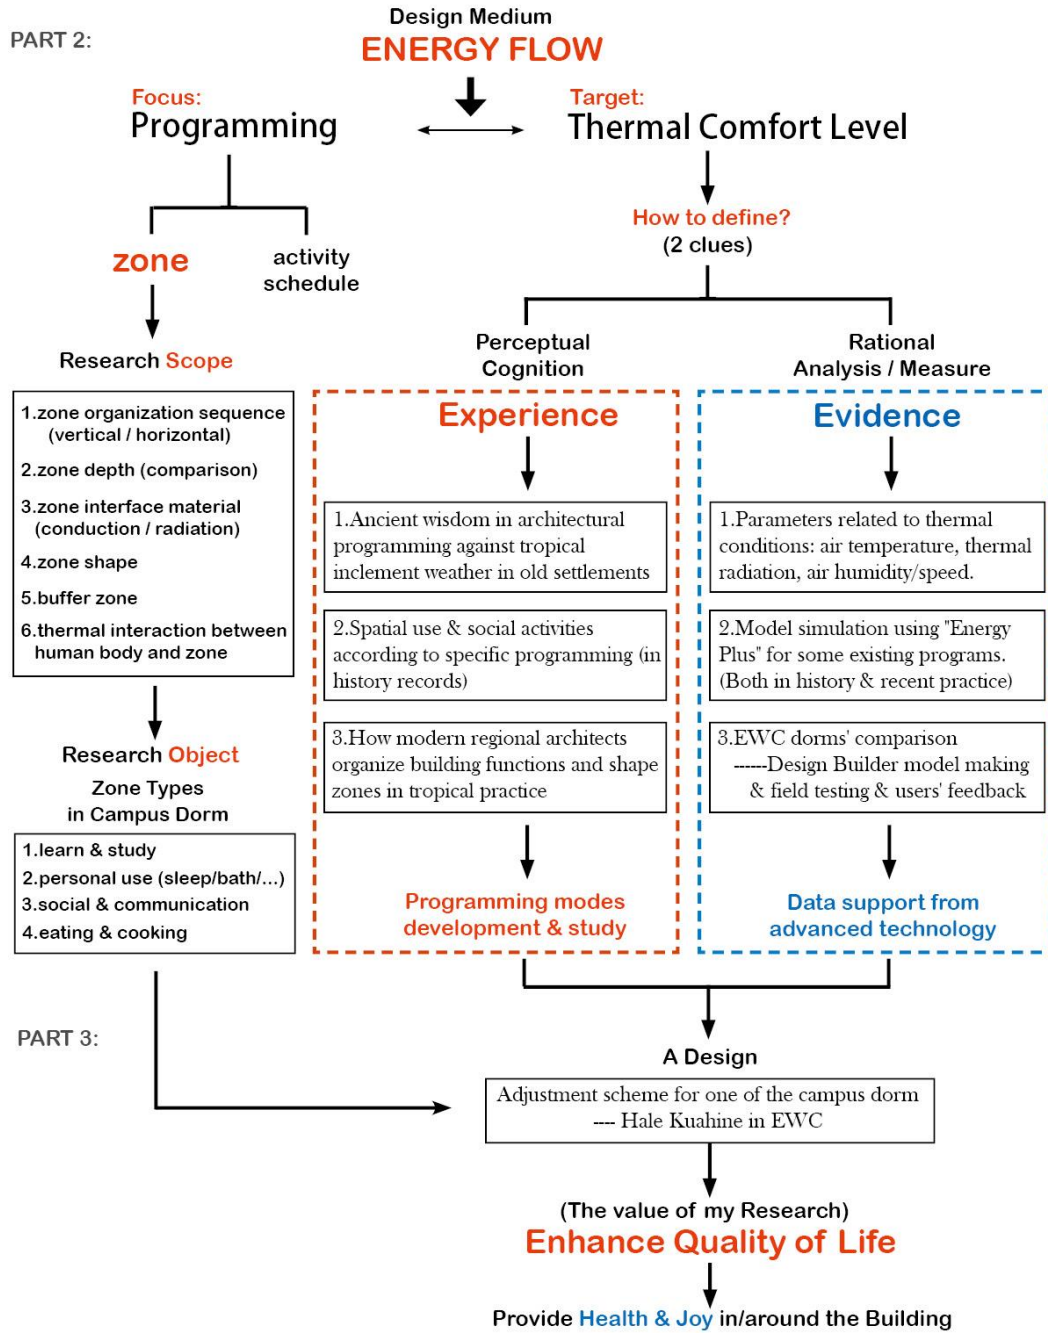 PART 2:
Design Medium
ENERGY FLOW
Focus:
Programming
Target:
Thermal Comfort Level
zone
activity
schedule
How to define?
(2 clues)
Research Scope
1.zone organization sequence
(vertical / horizontal)
2.zone depth (comparison)
3.zone interface material
(conduction / radiation)
4.zone shape
5.buffer zone
6.thermal interaction between
human body and zone
Research Object
Zone Types
in Campus Dorm
1.learn & study
2.personal use (sleep/bath/...)
3.social & communication
4.eating & cooking
Perceptual
Cognition
Experience
1.Ancient wisdom in architectural
programming against tropical
inclement weather in old settlements
2.Spatial use & social activities
according to specific programming (in
history records)
3.How modern regional architects
organize building functions and shape
zones in tropical practice
Programming modes
development & study
Rational
Analysis / Measure
Evidence
1.Parameters related to thermal
conditions: air temperature, thermal
radiation, air humidity/speed.
2.Model simulation using "Energy
Plus" for some existing programs.
(Both in history & recent practice)
3.EWC dorms' comparison
------Design Builder model making
& field testing & users' feedback
Data support from
advanced technology
PART 3:
A Design
Adjustment scheme for one of the campus dorm
---- Hale Kuahine in EWC
(The value of my Research)
Enhance Quality of Life
Provide Health & Joy in/around the Building